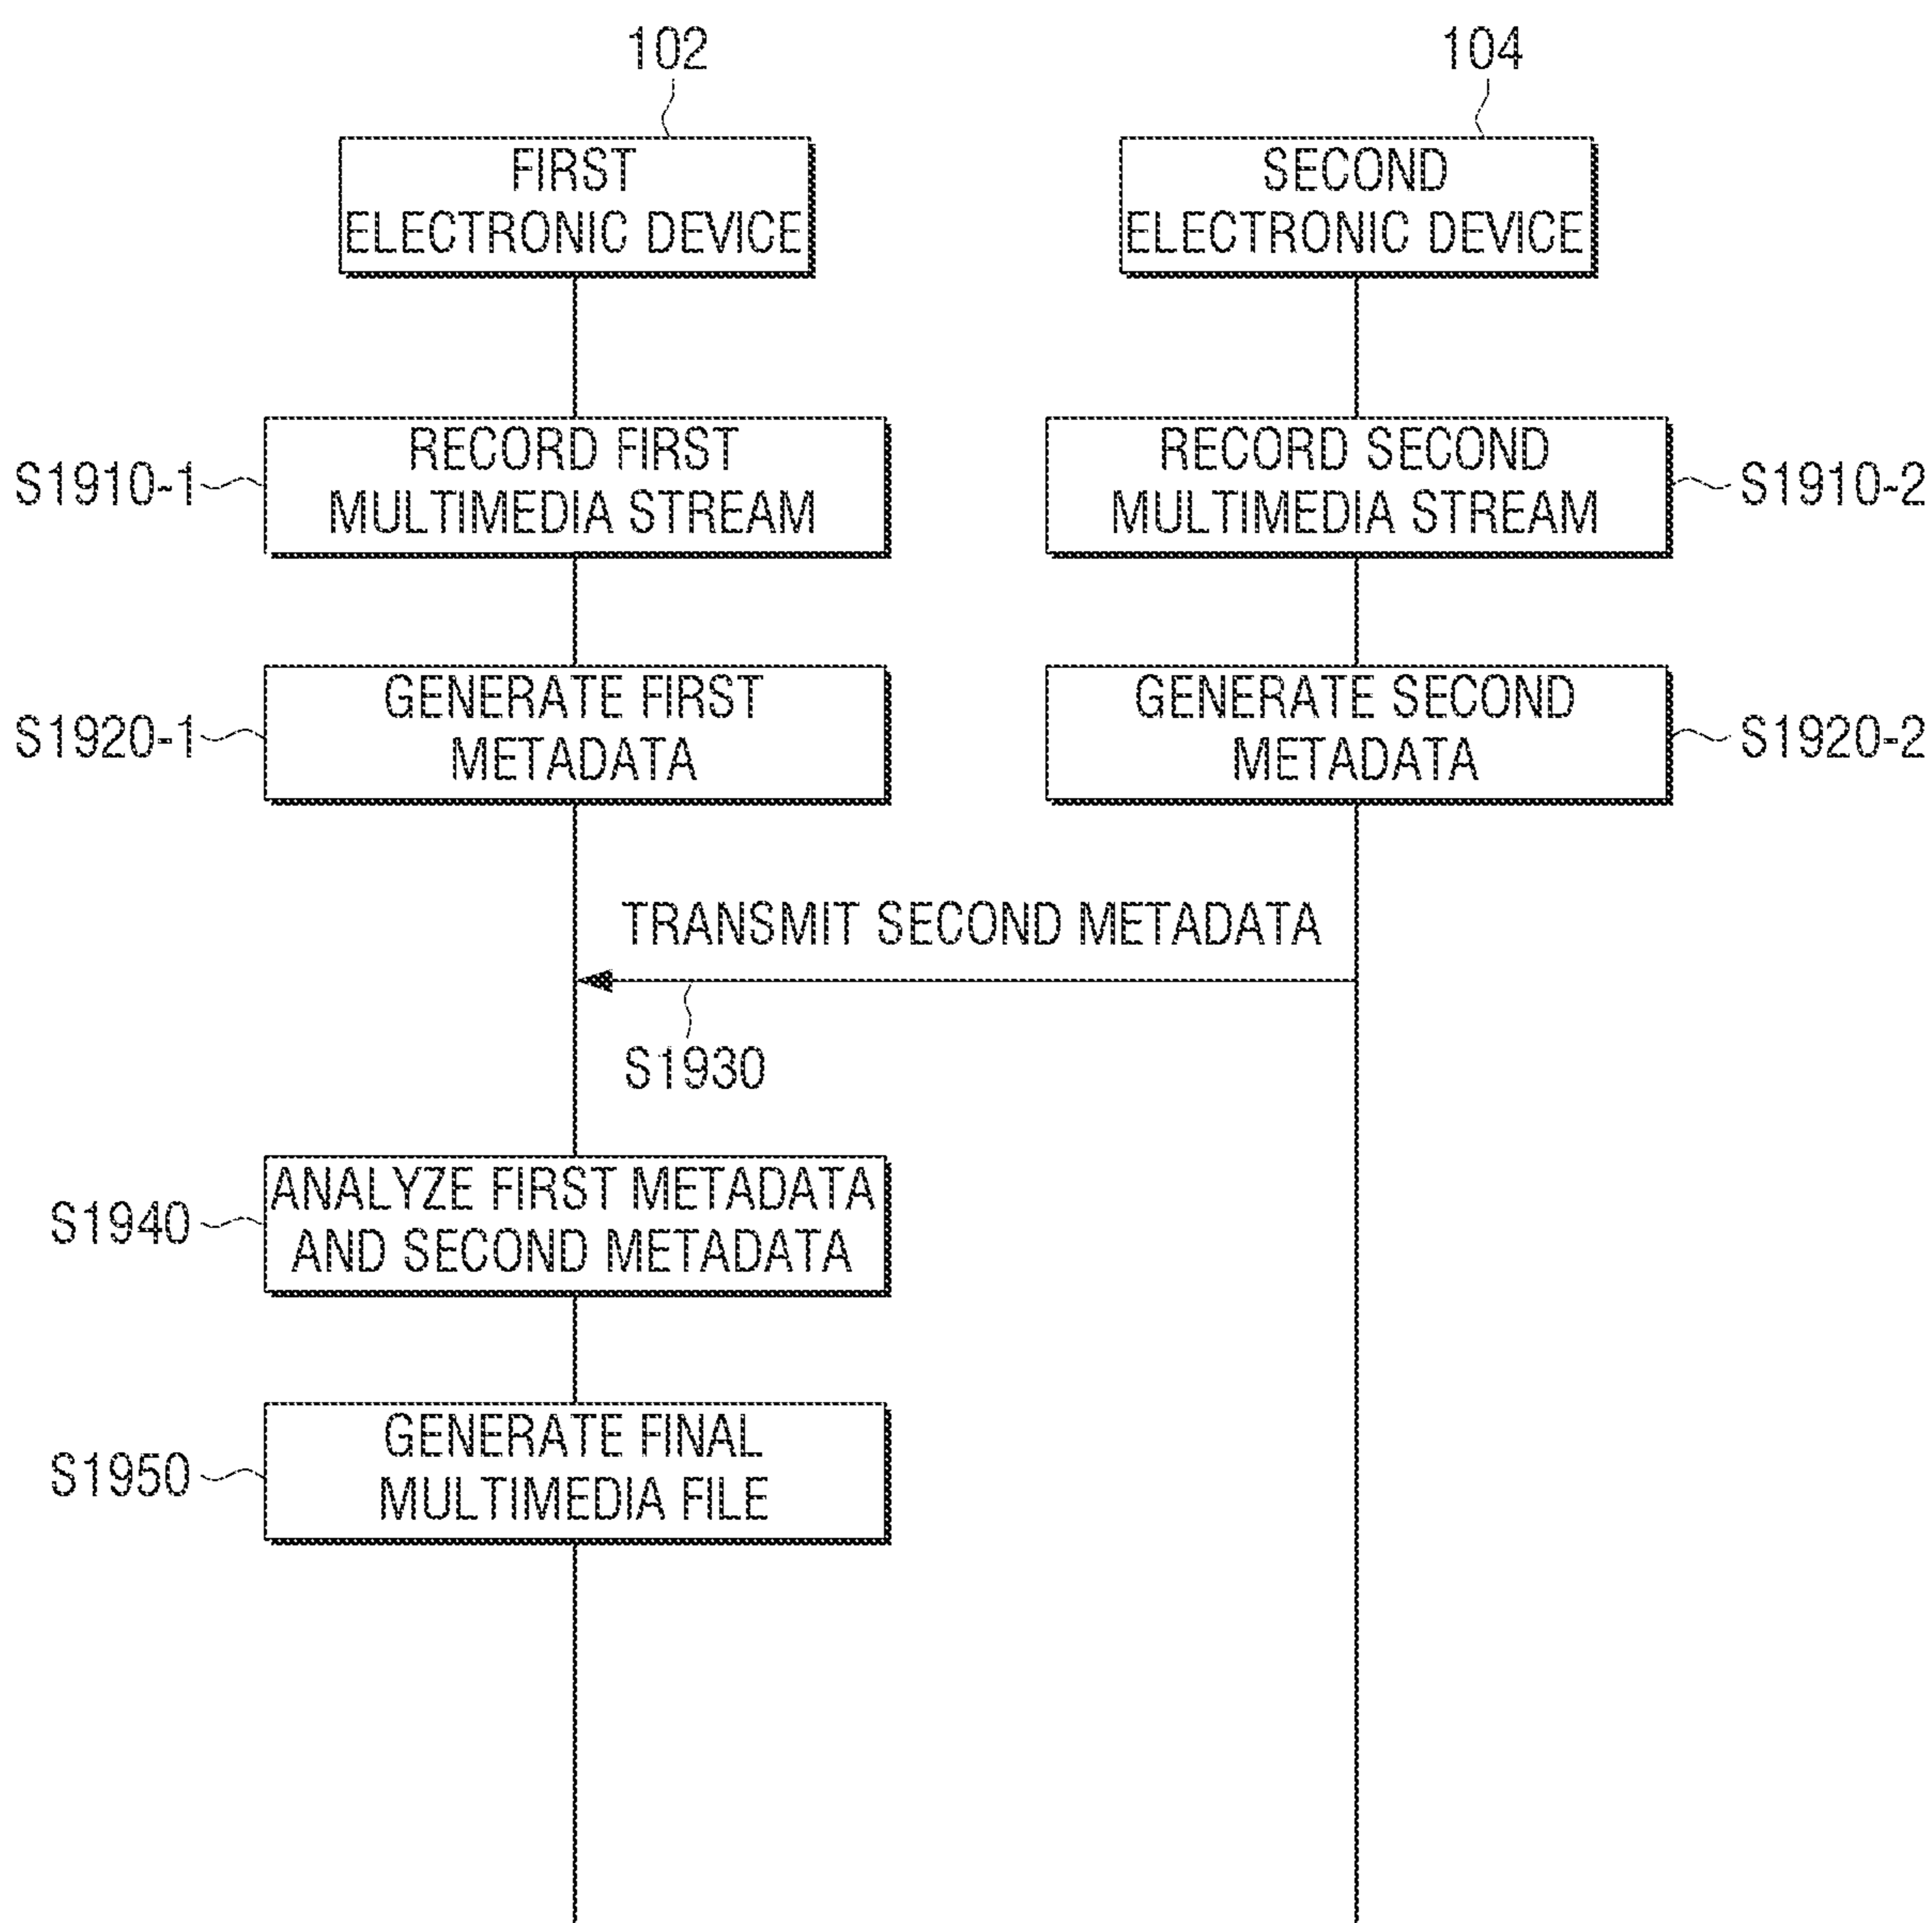 102
104
FIRST
ELECTRONIC DEVICE
SECOND
ELECTRONIC DEVICE
S1910-1
RECORD FIRST
MULTIMEDIA STREAM
RECORD SECOND
MULTIMEDIA STREAM
S1910-2
S1920-1
GENERATE FIRST
METADATA
GENERATE SECOND
METADATA
S1920-2
TRANSMIT SECOND METADATA
S1930
S1940
ANALYZE FIRST METADATA
AND SECOND METADATA
S1950
GENERATE FINAL
MULTIMEDIA FILE